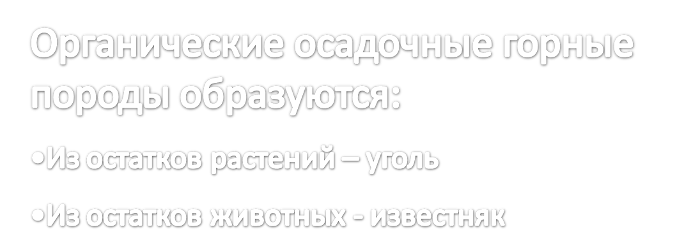 Органические осадочные горные
породы образуются:
•Из остатков растений – уголь
•Из остатков животных - известняк